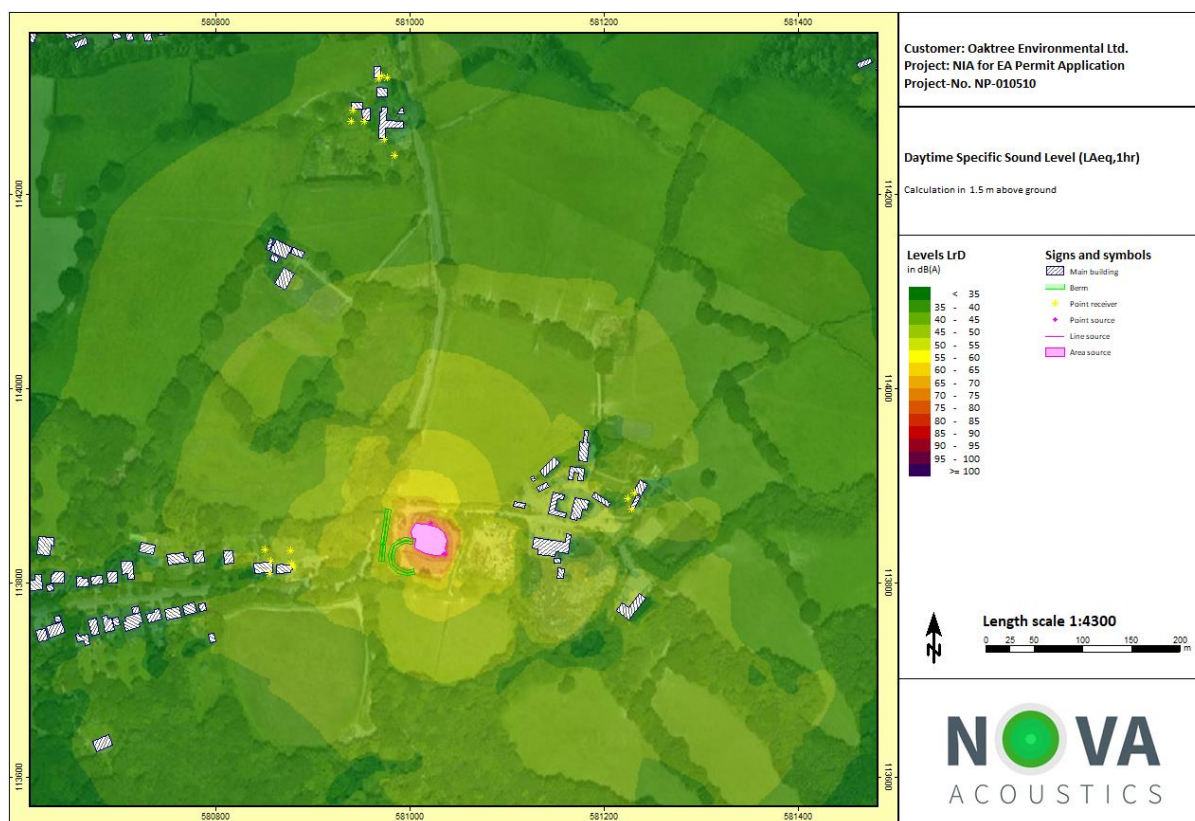 580800 581000 581200 581400
114200 114200
114000 114000
113800 113800
113600 113600
580800 581000 581200 581400
Customer: Oaktree Environmental Ltd.
Project: NIA for EA Permit Application
Project-No. NP-010510
Daytime Specific Sound Level (LAeq,1hr)
Calculation in 1.5 m above ground
Levels LrD
in dB(A)
< 35
35 - 40
40 - 45
45 - 50
50 - 55
55 - 60
60 - 65
65 - 70
70 - 75
75 - 80
80 - 85
85 - 90
90 - 95
95 - 100
>= 100
Signs and symbols
Main building
Berm
Point receiver
Point source
Line source
Area source
N
Length scale 1:4300
0 25 50 100 150 200
m
NOVA
ACOUSTICS